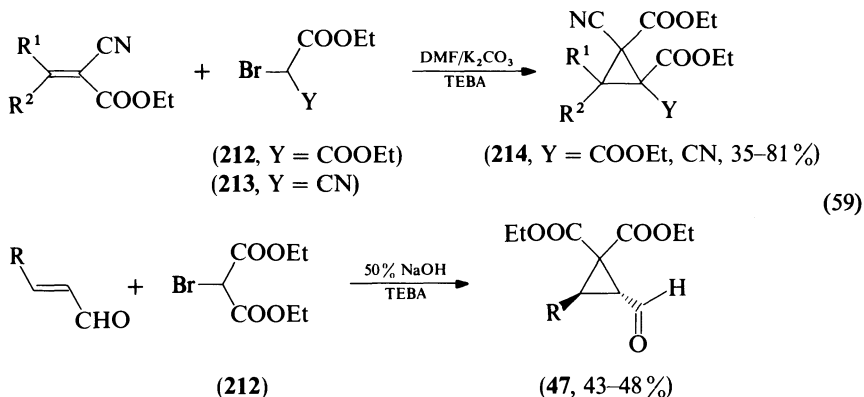 R¹ CN R² COOEt + Br COOEt Y DMF/K₂CO₃ TEBA CN COOEt R¹ COOEt R² Y
(212, Y = COOEt) (214, Y = COOEt, CN, 35–81%)
(213, Y = CN)
(59)
R CHO + Br COOEt COOEt 50% NaOH TEBA EtOOC COOEt R H O
(212) (47, 43–48%)